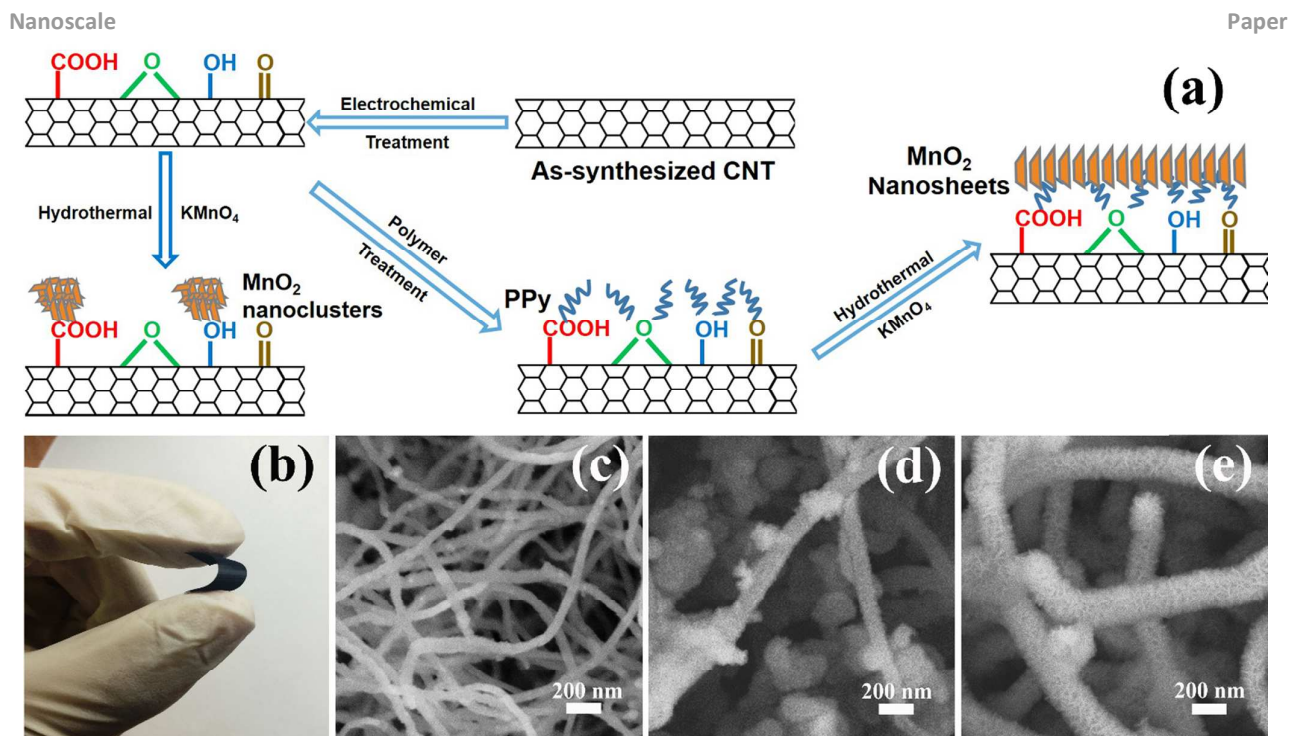 Nanoscale
Paper
COOH O OH O
Electrochemical
Treatment
As-synthesized CNT
(a)
MnO₂
Nanosheets
COOH O OH O
Hydrothermal KMnO₄
Polymer
Treatment
MnO₂
nanoclusters
COOH O OH O
PPy
COOH O OH O
Hydrothermal
KMnO₄
(b)
(c)
200 nm
(d)
200 nm
(e)
200 nm